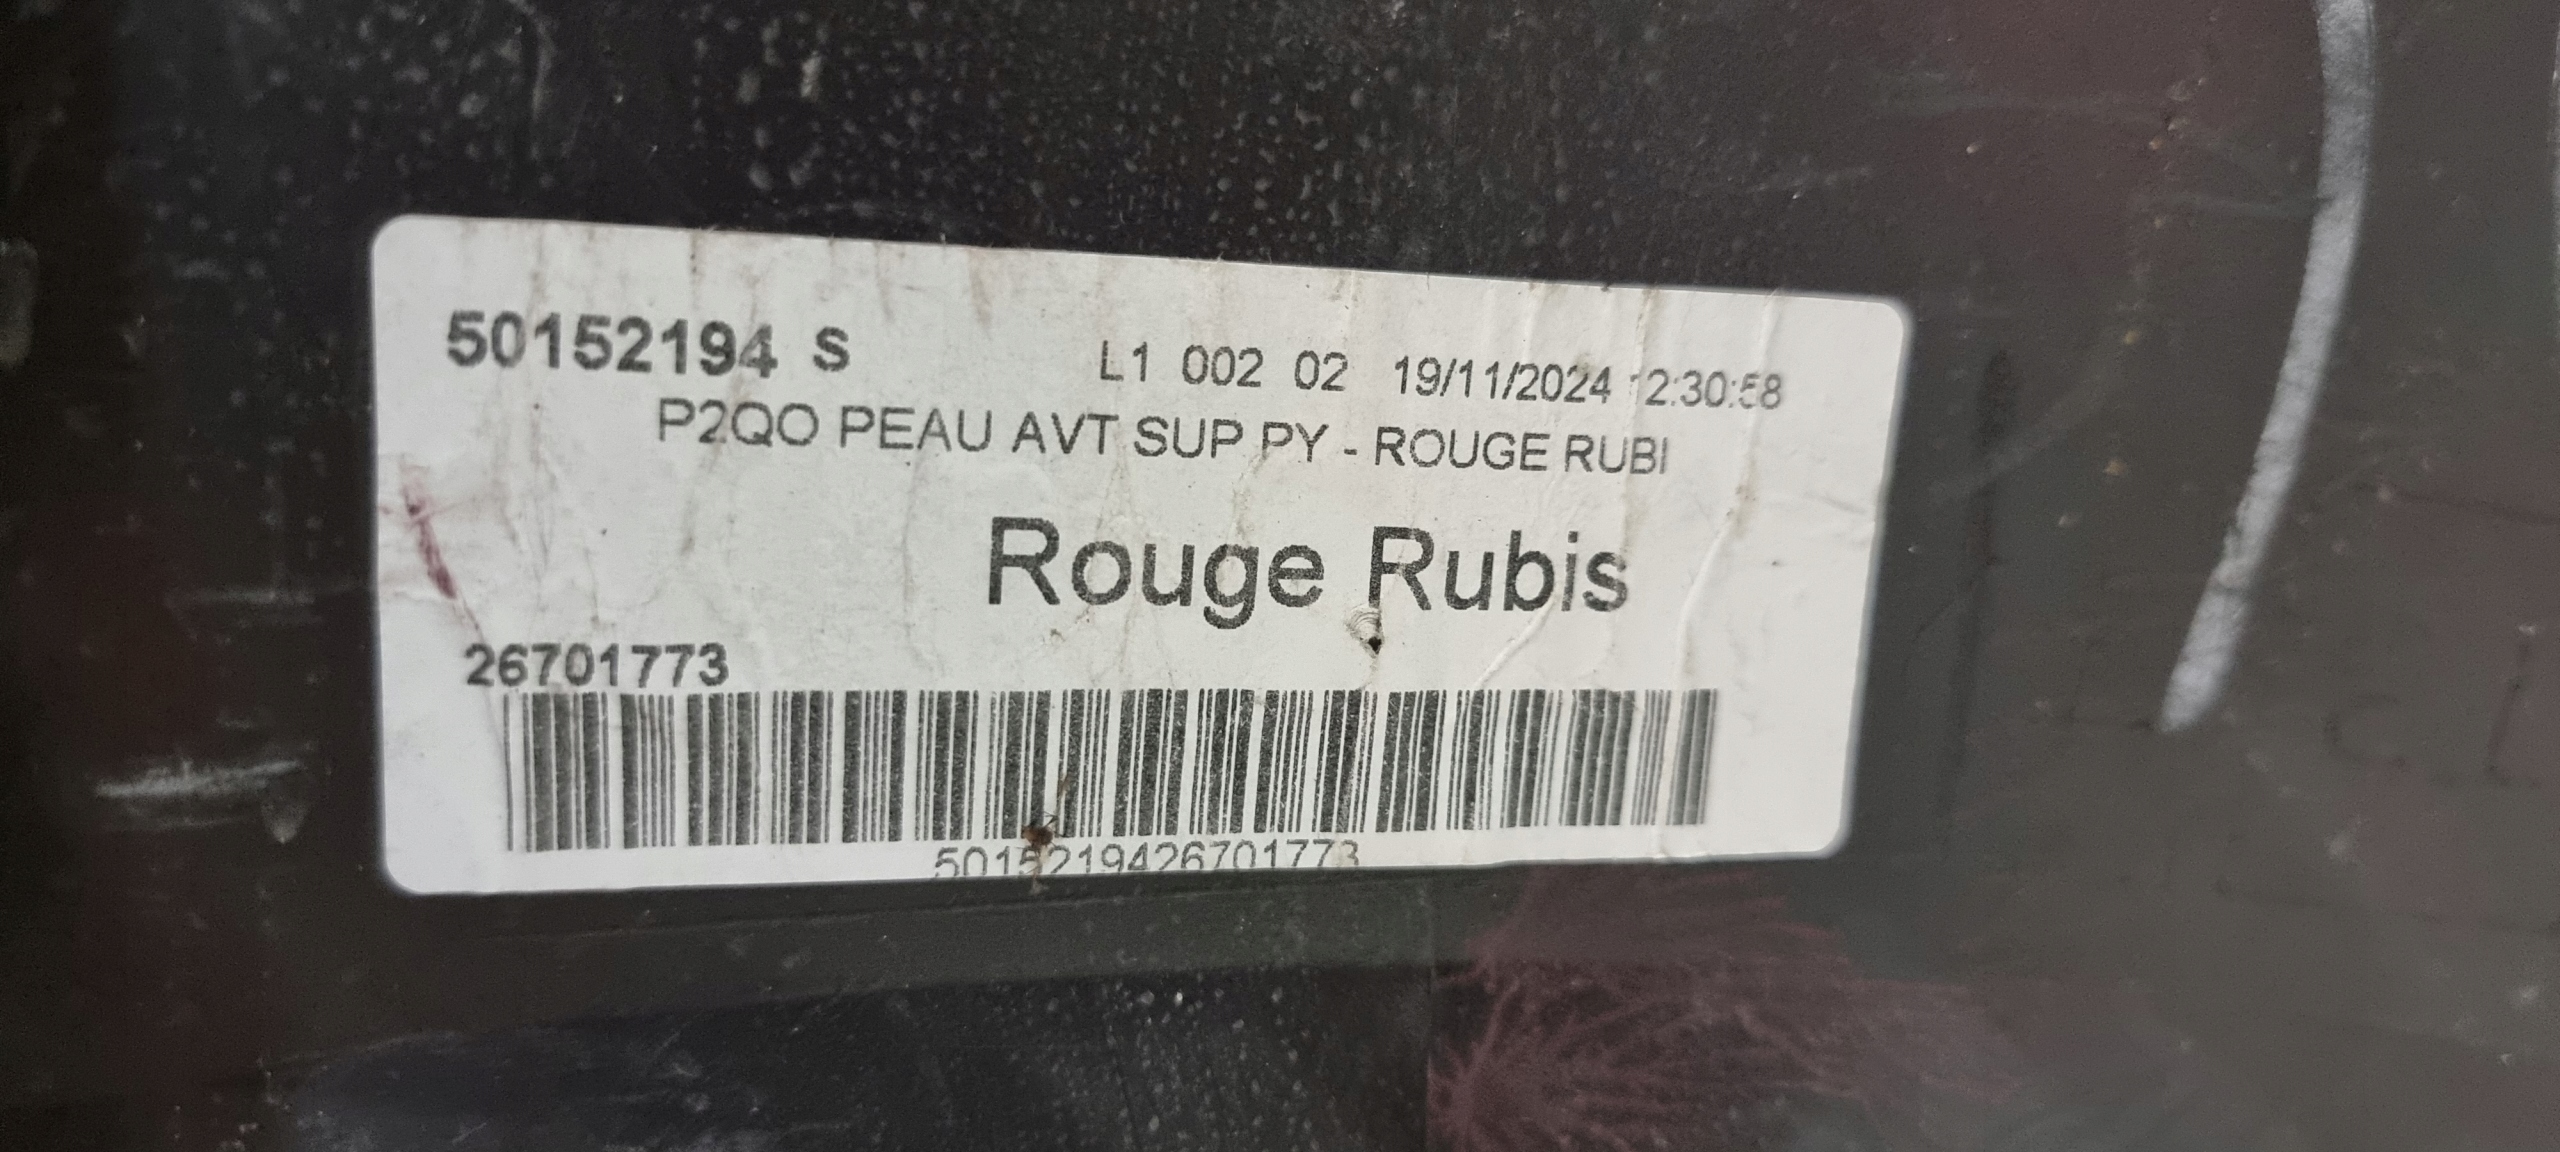 50152194 S
L1 002 02 19/11/2024 12:30:58
P2QO PEAU AVT SUP PY - ROUGE RUBI
Rouge Rubis
26701773
5015219426701773